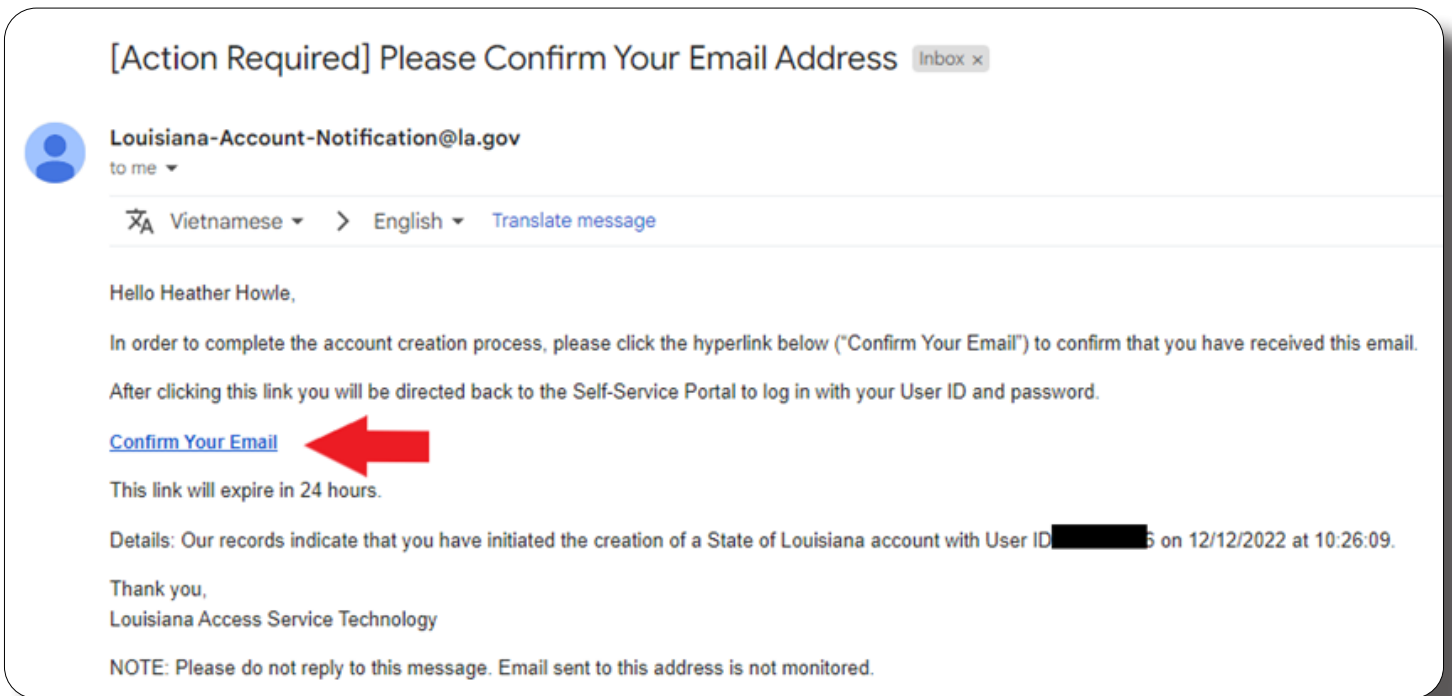 [Action Required] Please Confirm Your Email Address Inbox x
Louisiana-Account-Notification@la.gov
to me
Vietnamese > English Translate message
Hello Heather Howle,
In order to complete the account creation process, please click the hyperlink below (“Confirm Your Email”) to confirm that you have received this email.
After clicking this link you will be directed back to the Self-Service Portal to log in with your User ID and password.
Confirm Your Email
This link will expire in 24 hours.
Details: Our records indicate that you have initiated the creation of a State of Louisiana account with User ID on 12/12/2022 at 10:26:09.
Thank you,
Louisiana Access Service Technology
NOTE: Please do not reply to this message. Email sent to this address is not monitored.